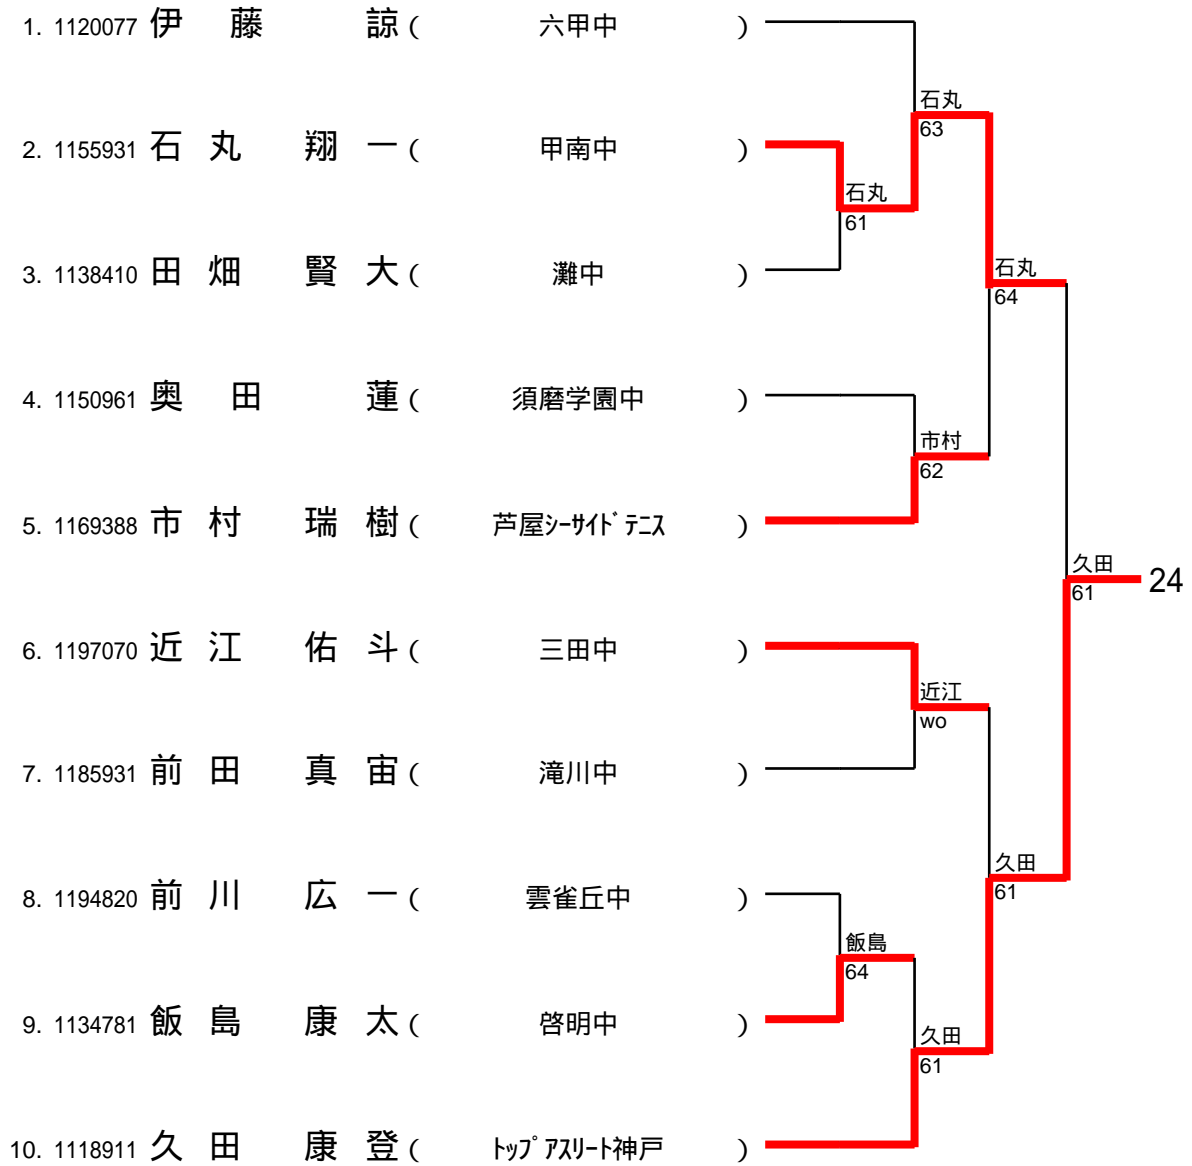 1. 1120077 伊藤 諒 ( 六甲中 )
石丸
63
2. 1155931 石丸 翔一 ( 甲南中 )
石丸
61
3. 1138410 田畑 賢大 ( 灘中 )
石丸
64
4. 1150961 奥田 蓮 ( 須磨学園中 )
市村
62
5. 1169388 市村 瑞樹 ( 芦屋ｼｰｻｲﾄﾞﾃﾆｽ )
久田
61
24
6. 1197070 近江 佑斗 ( 三田中 )
近江
wo
7. 1185931 前田 真宙 ( 滝川中 )
久田
61
8. 1194820 前川 広一 ( 雲雀丘中 )
飯島
64
9. 1134781 飯島 康太 ( 啓明中 )
久田
61
10. 1118911 久田 康登 ( ﾄｯﾌﾟｱｽﾘｰﾄ神戸 )